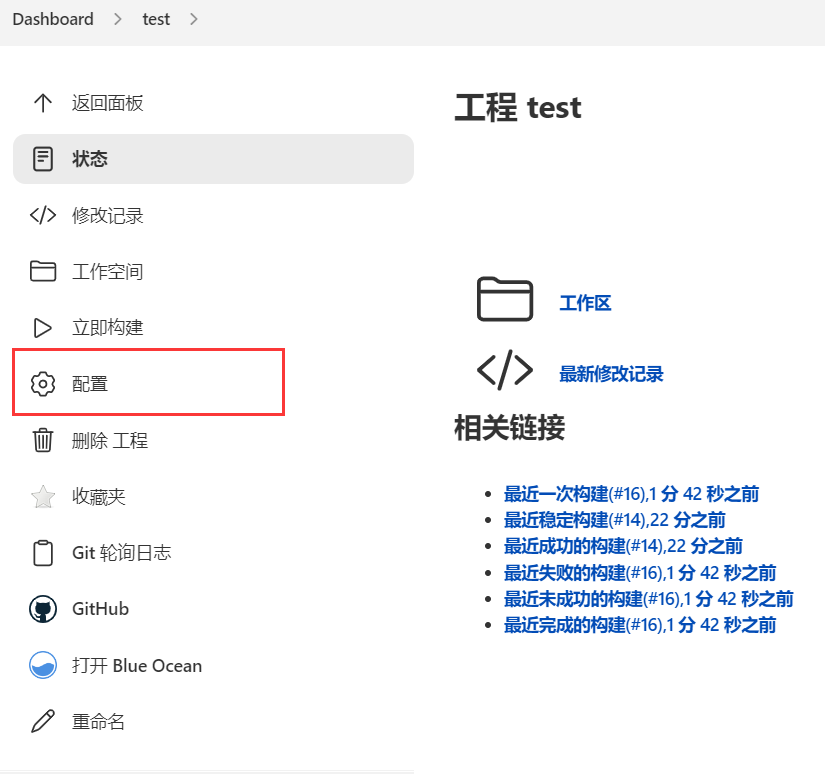 Dashboard > test >
返回面板
状态
修改记录
工作空间
立即构建
配置
删除 工程
收藏夹
Git 轮询日志
GitHub
打开 Blue Ocean
重命名
工程 test
工作区
最新修改记录
相关链接
最近一次构建(#16),1 分 42 秒之前
最近稳定构建(#14),22 分之前
最近成功的构建(#14),22 分之前
最近失败的构建(#16),1 分 42 秒之前
最近未成功的构建(#16),1 分 42 秒之前
最近完成的构建(#16),1 分 42 秒之前